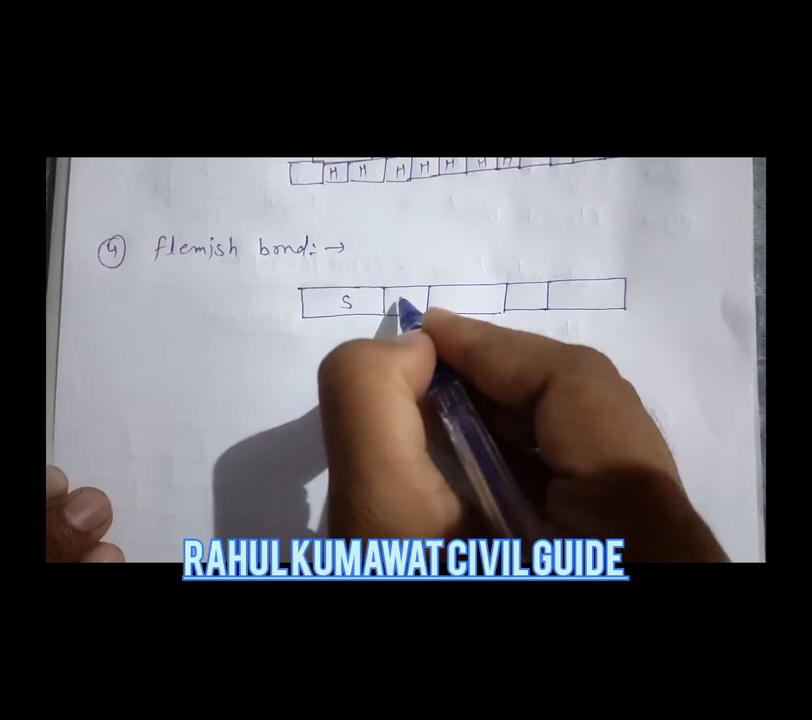 H H H H H H H
4 flemish bond:→
S
RAHUL KUMAWAT CIVIL GUIDE